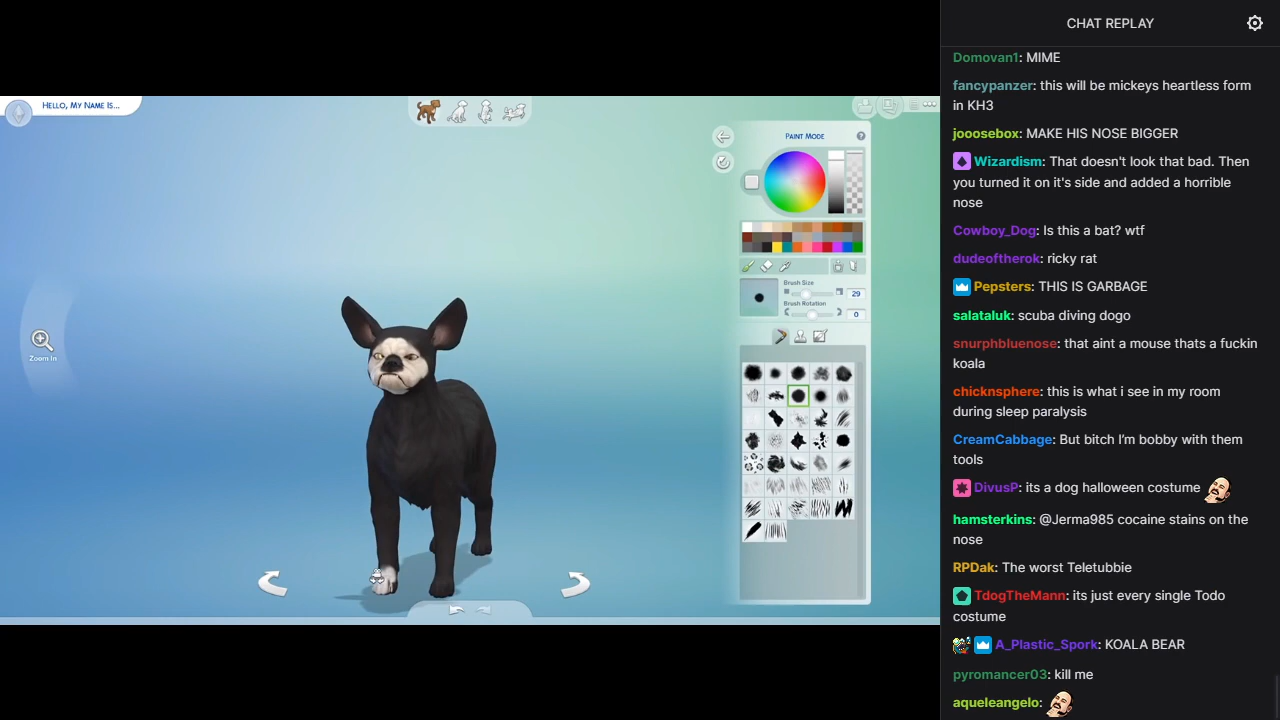 HELLO, MY NAME IS...
PAINT MODE
?
Brush Size
29
Brush Rotation
0
Zoom In
CHAT REPLAY
Domovan1: MIME
fancypanzer: this will be mickeys heartless form
in KH3
jooosebox: MAKE HIS NOSE BIGGER
Wizardism: That doesn't look that bad. Then
you turned it on it's side and added a horrible
nose
Cowboy_Dog: Is this a bat? wtf
dudeoftherok: ricky rat
Pepsters: THIS IS GARBAGE
salataluk: scuba diving dogo
snurphbluenose: that aint a mouse thats a fuckin
koala
chicknsphere: this is what i see in my room
during sleep paralysis
CreamCabbage: But bitch I'm bobby with them
tools
DivusP: its a dog halloween costume
hamsterkins: @Jerma985 cocaine stains on the
nose
RPDak: The worst Teletubbie
TdogTheMann: its just every single Todo
costume
A_Plastic_Spork: KOALA BEAR
pyromancer03: kill me
aqueleangelo: